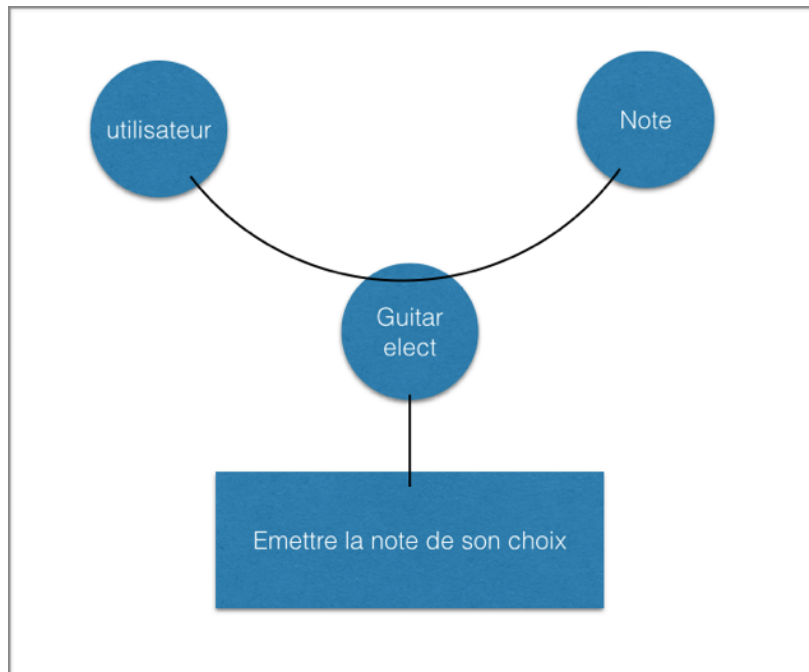 utilisateur
Note
Guitar
elect
Emettre la note de son choix